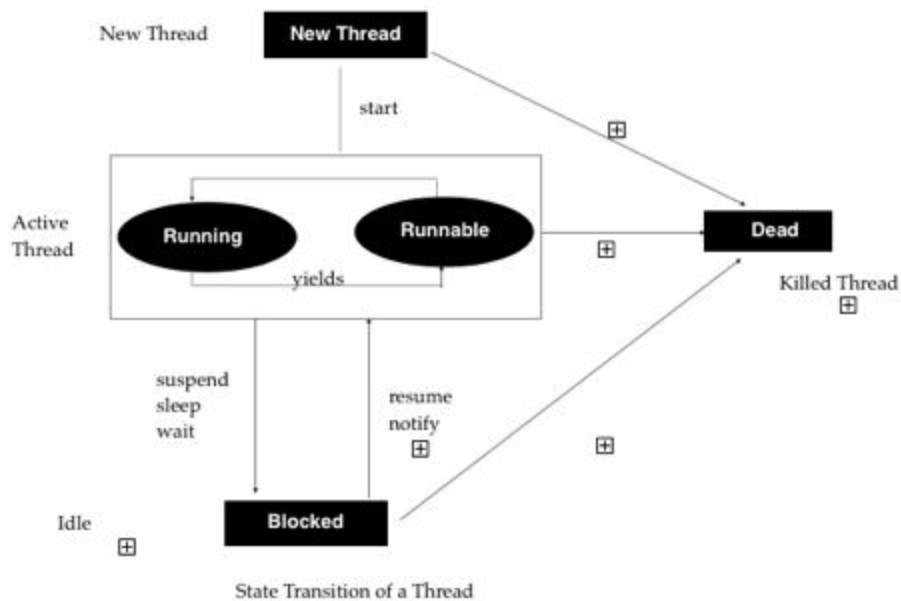 New Thread
New Thread
start
Active
Thread
Running
Runnable
yields
Dead
Killed Thread
suspend
sleep
wait
resume
notify
Idle
Blocked
State Transition of a Thread